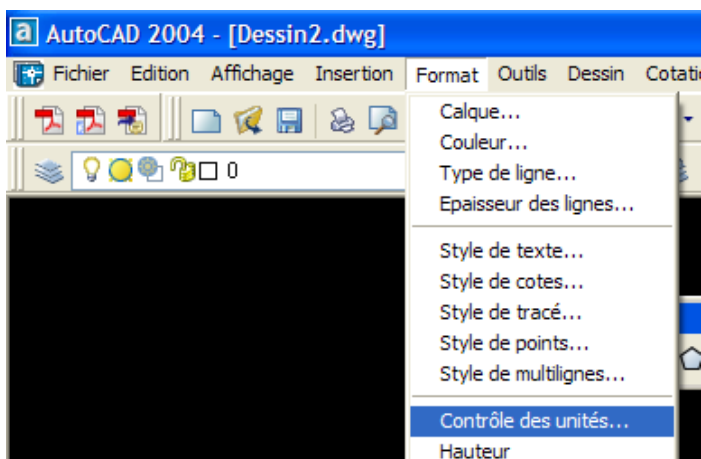 AutoCAD 2004 - [Dessin2.dwg]
Fichier Edition Affichage Insertion Format Outils Dessin Cotati
Calque...
Couleur...
0
Type de ligne...
Epaisseur des lignes...
Style de texte...
Style de cotes...
Style de tracé...
Style de points...
Style de multilignes...
Contrôle des unités...
Hauteur